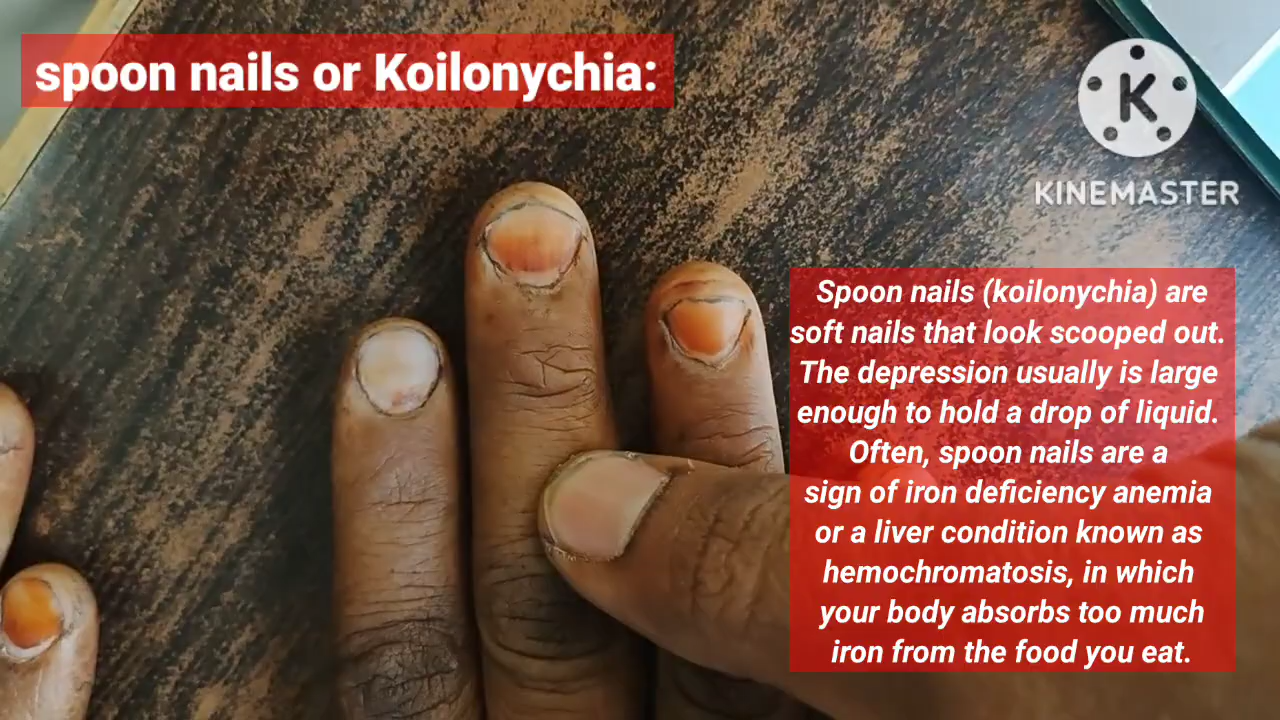 spoon nails or Koilonychia:
K
KINEMASTER
Spoon nails (koilonychia) are
soft nails that look scooped out.
The depression usually is large
enough to hold a drop of liquid.
Often, spoon nails are a
sign of iron deficiency anemia
or a liver condition known as
hemochromatosis, in which
your body absorbs too much
iron from the food you eat.